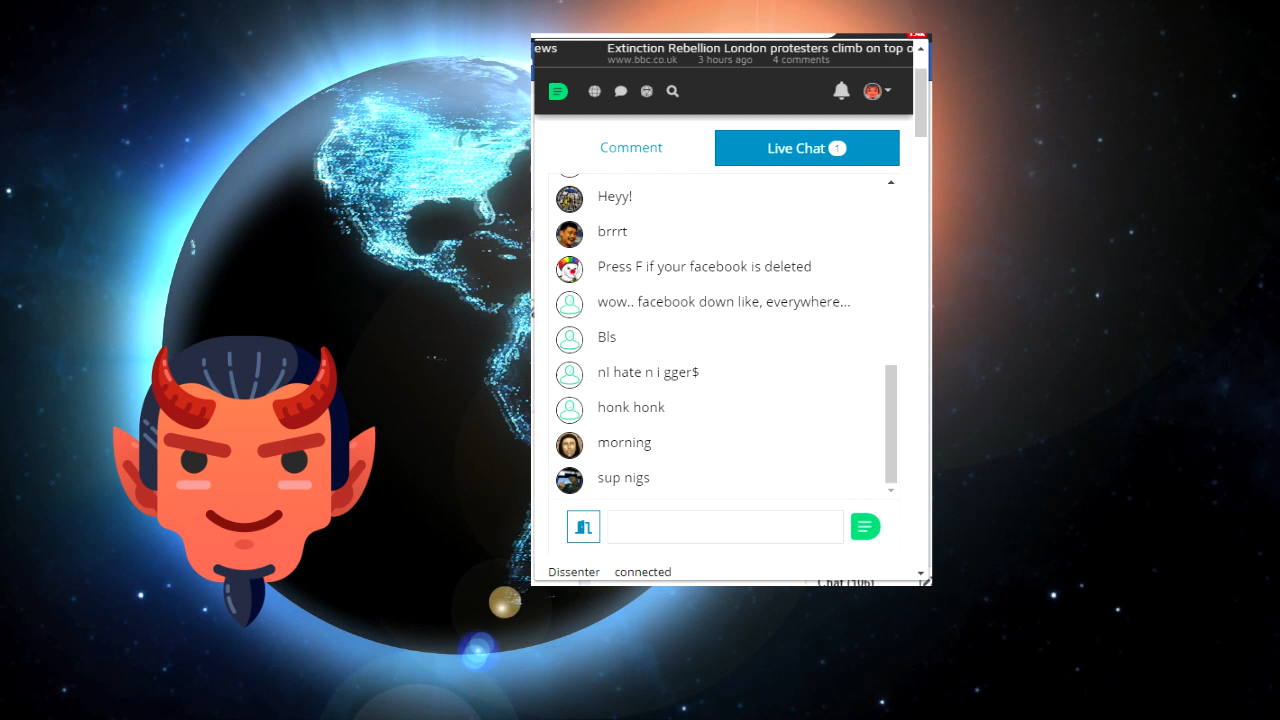 ews
Extinction Rebellion London protesters climb on top o
www.bbc.co.uk 3 hours ago 4 comments
Comment
Live Chat 1
Heyy!
brrrt
Press F if your facebook is deleted
wow.. facebook down like, everywhere...
Bls
nI hate n i gger$
honk honk
morning
sup nigs
Dissenter connected
Chat (106)